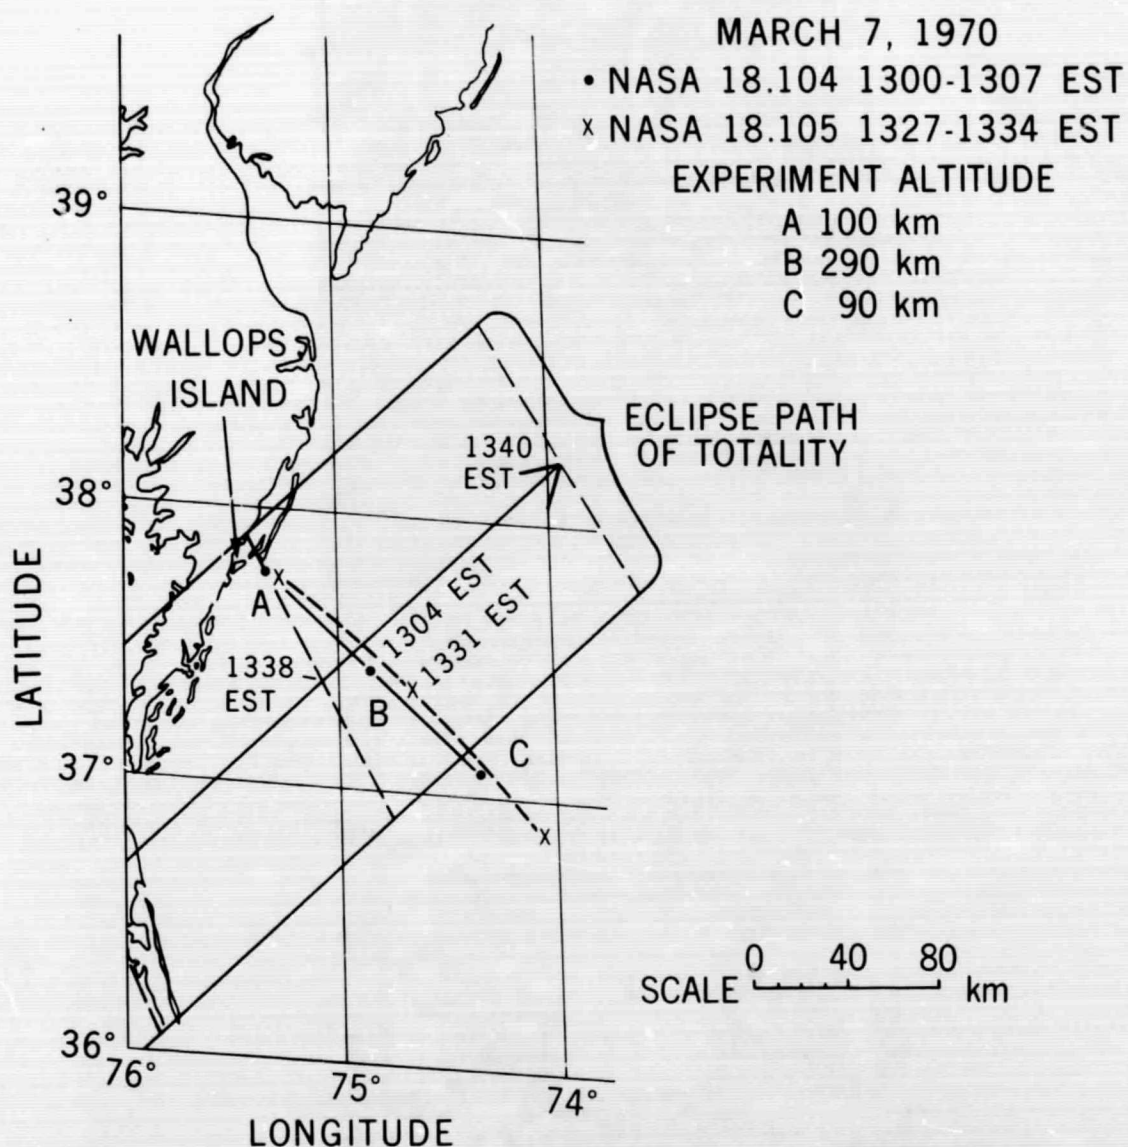 MARCH 7, 1970
• NASA 18.104 1300-1307 EST
x NASA 18.105 1327-1334 EST
EXPERIMENT ALTITUDE
A 100 km
B 290 km
C 90 km
39°
WALLOPS
ISLAND
ECLIPSE PATH
OF TOTALITY
1340
EST
38°
A
1304 EST
1331 EST
1338
EST
B
C
37°
LATITUDE
0 40 80
SCALE km
36°
76° 75° 74°
LONGITUDE